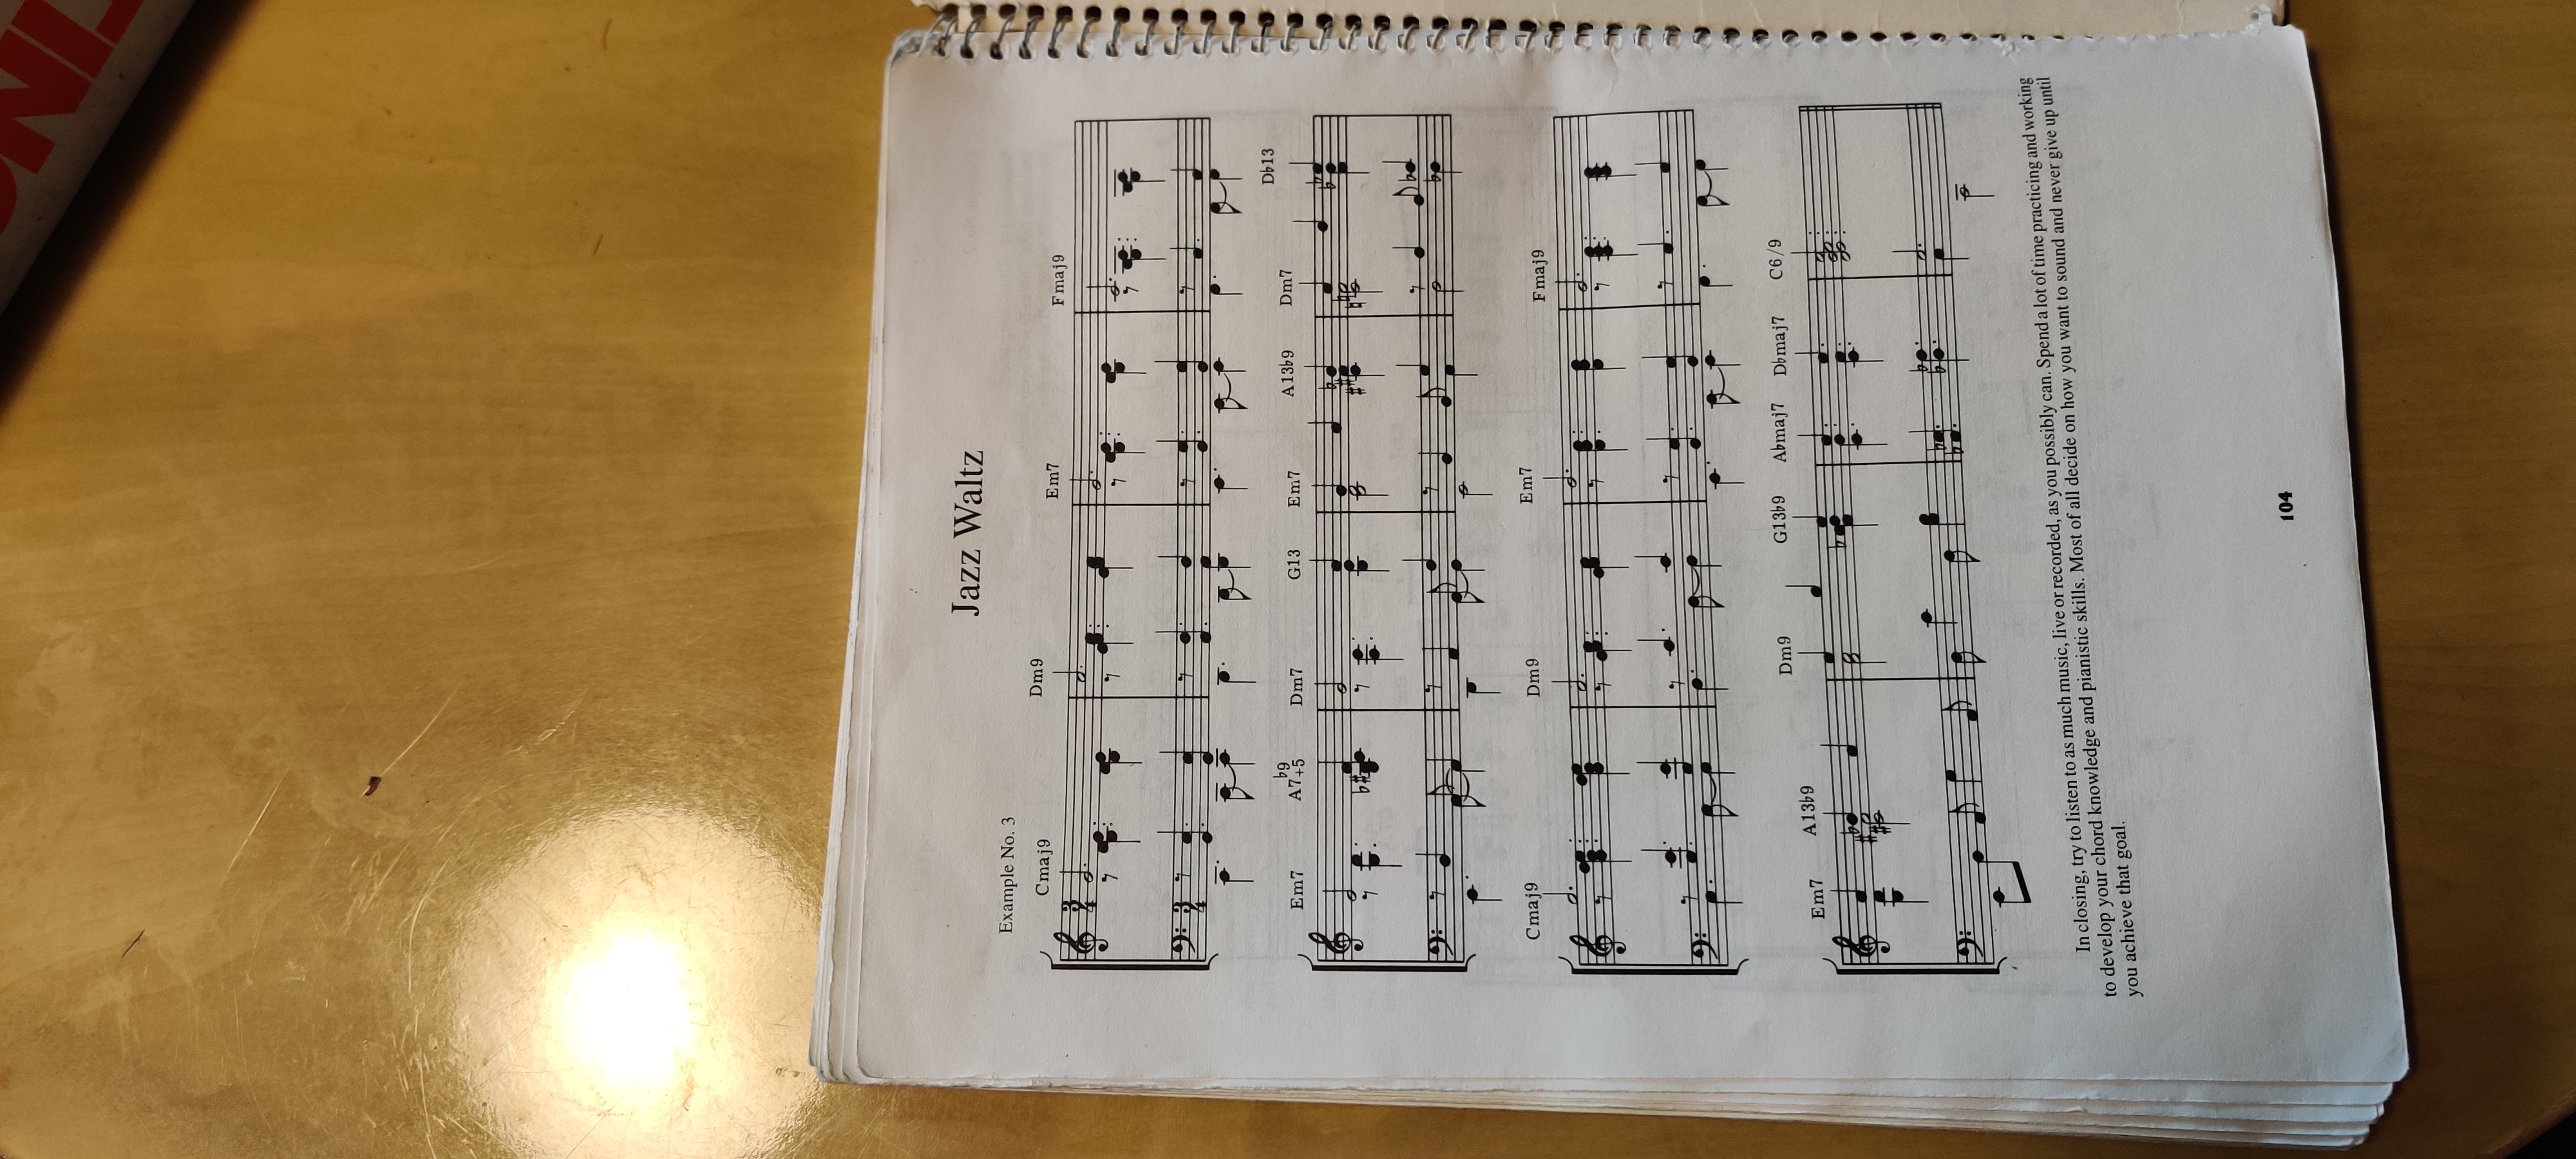 Jazz Waltz
Example No. 3
Cmaj9 Dm9 Em7 Fmaj9
Em7 A7♭9+5 Dm7 G13 Em7 A13♭9 Dm7 D♭13
Cmaj9 Dm9 Em7 Fmaj9
Em7 A13♭9 Dm9 G13♭9 A♭maj7 D♭maj7 C6/9
In closing, try to listen to as much music, live or recorded, as you possibly can. Spend a lot of time practicing and working
to develop your chord knowledge and pianistic skills. Most of all decide on how you want to sound and never give up until
you achieve that goal.
104